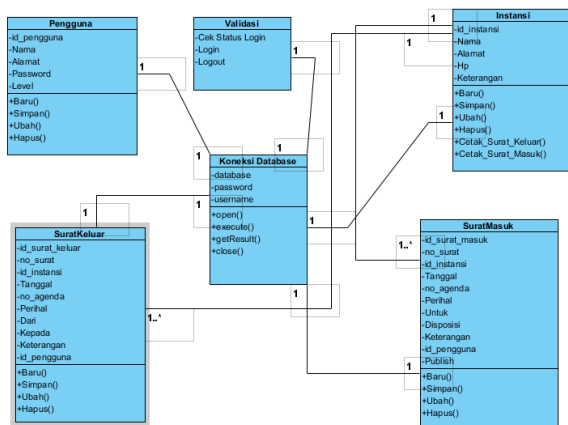 Pengguna
-id_pengguna
-Nama
-Alamat
-Password
-Level
+Baru()
+Simpan()
+Ubah()
+Hapus()
1
Validasi
-Cek Status Login
-Login
-Logout
1
1
1
Instansi
-id_instansi
-Nama
-Alamat
-Hp
-Keterangan
+Baru()
+Simpan()
+Ubah()
+Hapus()
+Cetak_Surat_Keluar()
+Cetak_Surat_Masuk()
1
1
1
Koneksi Database
-database
-password
-username
+open()
+execute()
+getResult()
+close()
1
1
1
1
SuratKeluar
-id_surat_keluar
-no_surat
-id_instansi
-Tanggal
-no_agenda
-Perihal
-Dari
-Kepada
-Keterangan
-id_pengguna
+Baru()
+Simpan()
+Ubah()
+Hapus()
1..*
SuratMasuk
-id_surat_masuk
-no_surat
-id_instansi
-Tanggal
-no_agenda
-Perihal
-Untuk
-Disposisi
-Keterangan
-id_pengguna
-Publish
+Baru()
+Simpan()
+Ubah()
+Hapus()
1..*
1